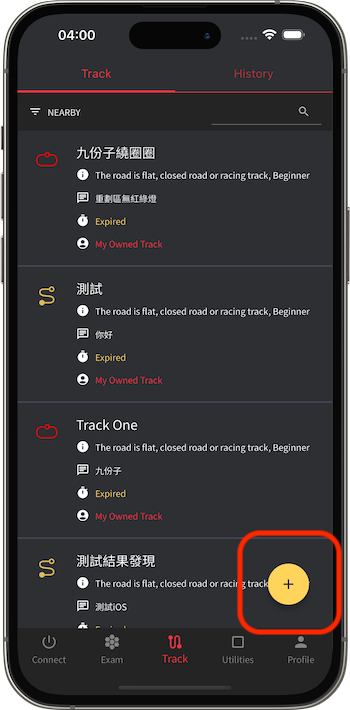 04:00
Track History
NEARBY
九份子繞圈圈
The road is flat, closed road or racing track, Beginner
重劃區無紅綠燈
Expired
My Owned Track
測試
The road is flat, closed road or racing track, Beginner
你好
Expired
My Owned Track
Track One
The road is flat, closed road or racing track, Beginner
九份子
Expired
My Owned Track
測試結果發現
The road is flat, closed road or racing track,
測試iOS
Expired
Connect Exam Track Utilities Profile